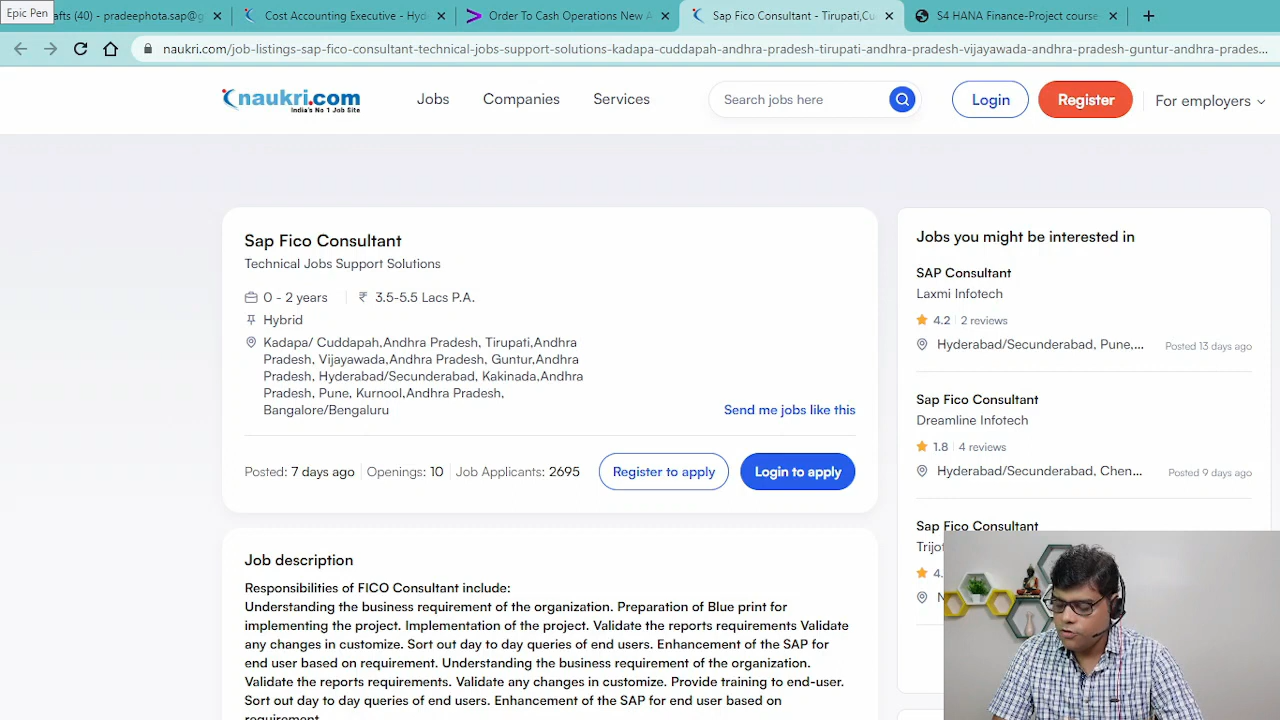 Epic Pen
afts (40) - pradeephota.sap@g
Cost Accounting Executive - Hyd
Order To Cash Operations New A
Sap Fico Consultant - Tirupati,Cu
S4 HANA Finance-Project course
naukri.com/job-listings-sap-fico-consultant-technical-jobs-support-solutions-kadapa-cuddapah-andhra-pradesh-tirupati-andhra-pradesh-vijayawada-andhra-pradesh-guntur-andhra-prades...
naukri.com
India's No 1 Job Site
Jobs
Companies
Services
Search jobs here
Login
Register
For employers
Sap Fico Consultant
Technical Jobs Support Solutions
0 - 2 years
₹ 3.5-5.5 Lacs P.A.
Hybrid
Kadapa/ Cuddapah,Andhra Pradesh, Tirupati,Andhra
Pradesh, Vijayawada,Andhra Pradesh, Guntur,Andhra
Pradesh, Hyderabad/Secunderabad, Kakinada,Andhra
Pradesh, Pune, Kurnool,Andhra Pradesh,
Bangalore/Bengaluru
Send me jobs like this
Posted: 7 days ago
Openings: 10
Job Applicants: 2695
Register to apply
Login to apply
Job description
Responsibilities of FICO Consultant include:
Understanding the business requirement of the organization. Preparation of Blue print for
implementing the project. Implementation of the project. Validate the reports requirements Validate
any changes in customize. Sort out day to day queries of end users. Enhancement of the SAP for
end user based on requirement. Understanding the business requirement of the organization.
Validate the reports requirements. Validate any changes in customize. Provide training to end-user.
Sort out day to day queries of end users. Enhancement of the SAP for end user based on
requirement.
Jobs you might be interested in
SAP Consultant
Laxmi Infotech
4.2 2 reviews
Hyderabad/Secunderabad, Pune,...
Posted 13 days ago
Sap Fico Consultant
Dreamline Infotech
1.8 4 reviews
Hyderabad/Secunderabad, Chen...
Posted 9 days ago
Sap Fico Consultant
Trijo
4.
N